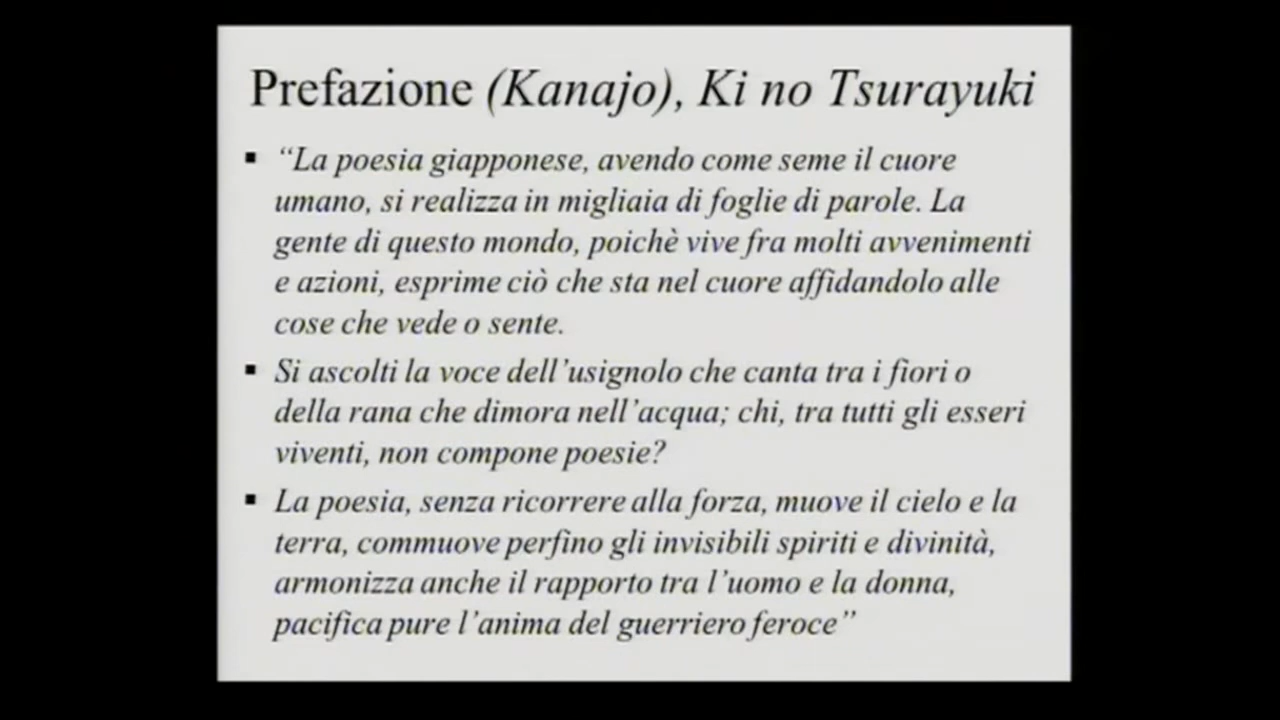 Prefazione (Kanajo), Ki no Tsurayuki
▪ “La poesia giapponese, avendo come seme il cuore
umano, si realizza in migliaia di foglie di parole. La
gente di questo mondo, poichè vive fra molti avvenimenti
e azioni, esprime ciò che sta nel cuore affidandolo alle
cose che vede o sente.
▪ Si ascolti la voce dell’usignolo che canta tra i fiori o
della rana che dimora nell’acqua; chi, tra tutti gli esseri
viventi, non compone poesie?
▪ La poesia, senza ricorrere alla forza, muove il cielo e la
terra, commuove perfino gli invisibili spiriti e divinità,
armonizza anche il rapporto tra l’uomo e la donna,
pacifica pure l’anima del guerriero feroce”